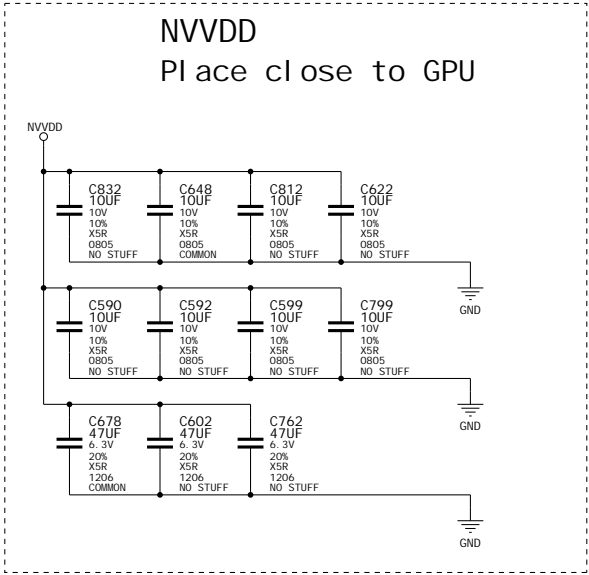 NVVDD
Place close to GPU
NVVDD
C832
10UF
10V
10%
X5R
0805
NO STUFF
C648
10UF
10V
10%
X5R
0805
COMMON
C812
10UF
10V
10%
X5R
0805
NO STUFF
C622
10UF
10V
10%
X5R
0805
NO STUFF
GND
C590
10UF
10V
10%
X5R
0805
NO STUFF
C592
10UF
10V
10%
X5R
0805
NO STUFF
C599
10UF
10V
10%
X5R
0805
NO STUFF
C799
10UF
10V
10%
X5R
0805
NO STUFF
GND
C678
47UF
6.3V
20%
X5R
1206
COMMON
C602
47UF
6.3V
20%
X5R
1206
NO STUFF
C762
47UF
6.3V
20%
X5R
1206
NO STUFF
GND